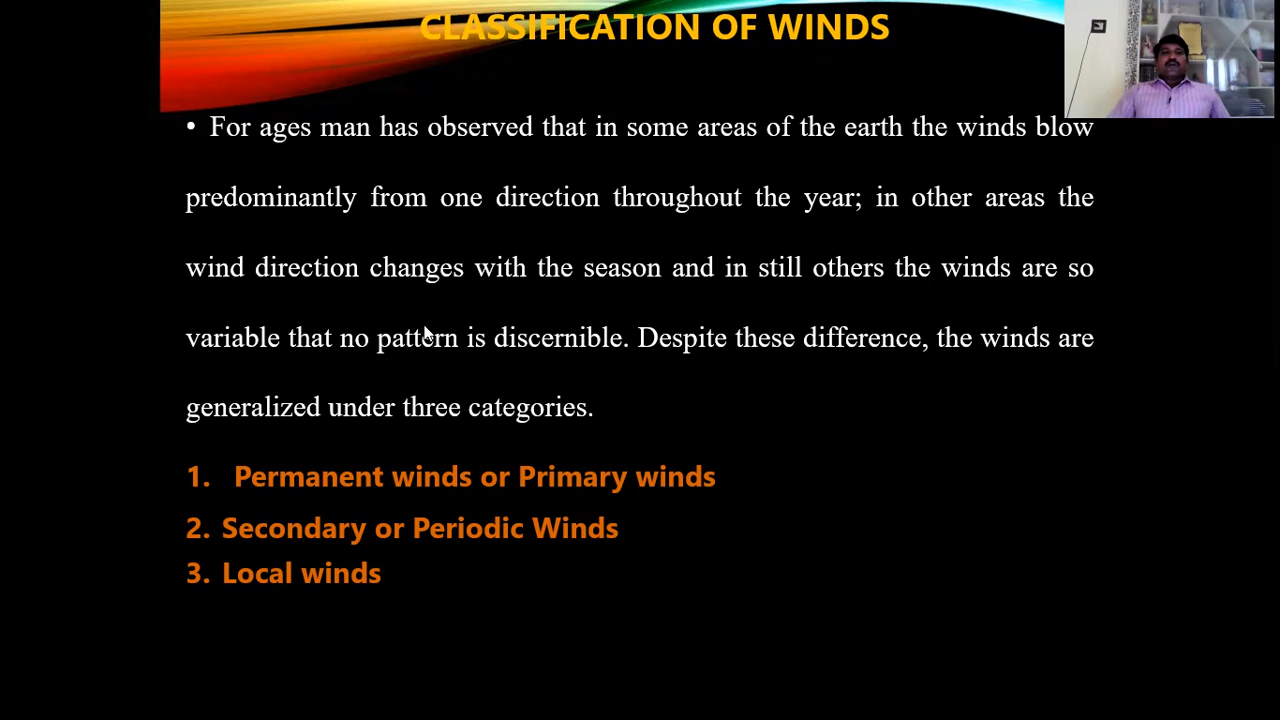 CLASSIFICATION OF WINDS
• For ages man has observed that in some areas of the earth the winds blow
predominantly from one direction throughout the year; in other areas the
wind direction changes with the season and in still others the winds are so
variable that no pattern is discernible. Despite these difference, the winds are
generalized under three categories.
1. Permanent winds or Primary winds
2. Secondary or Periodic Winds
3. Local winds